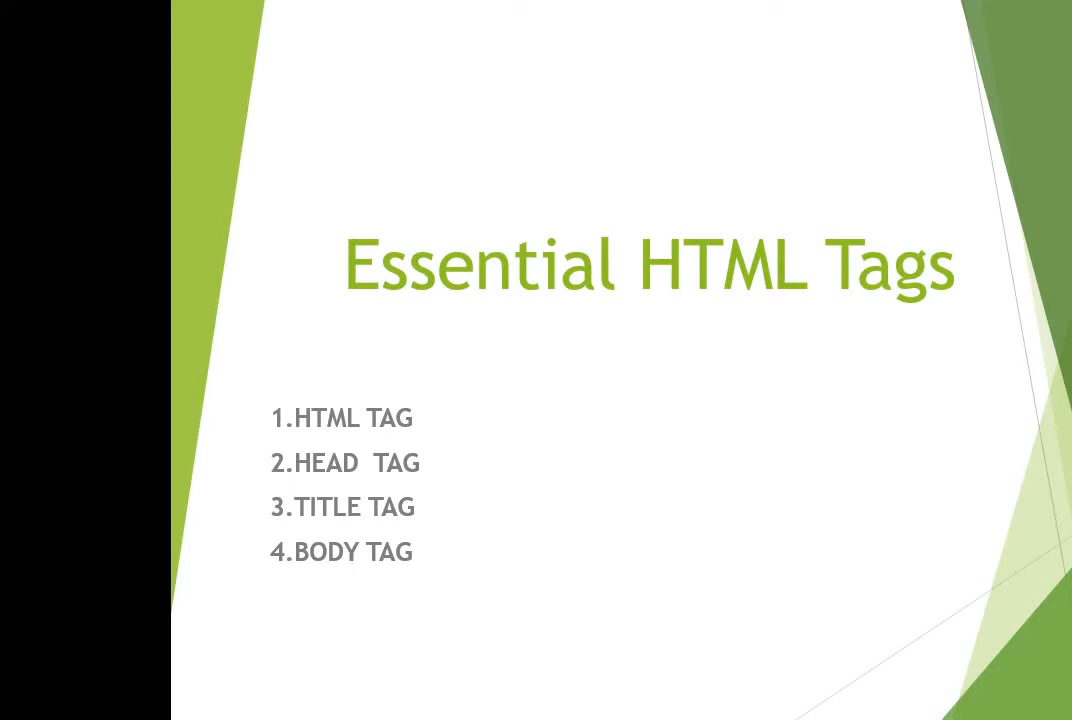 Essential HTML Tags
1.HTML TAG
2.HEAD  TAG
3.TITLE TAG
4.BODY TAG